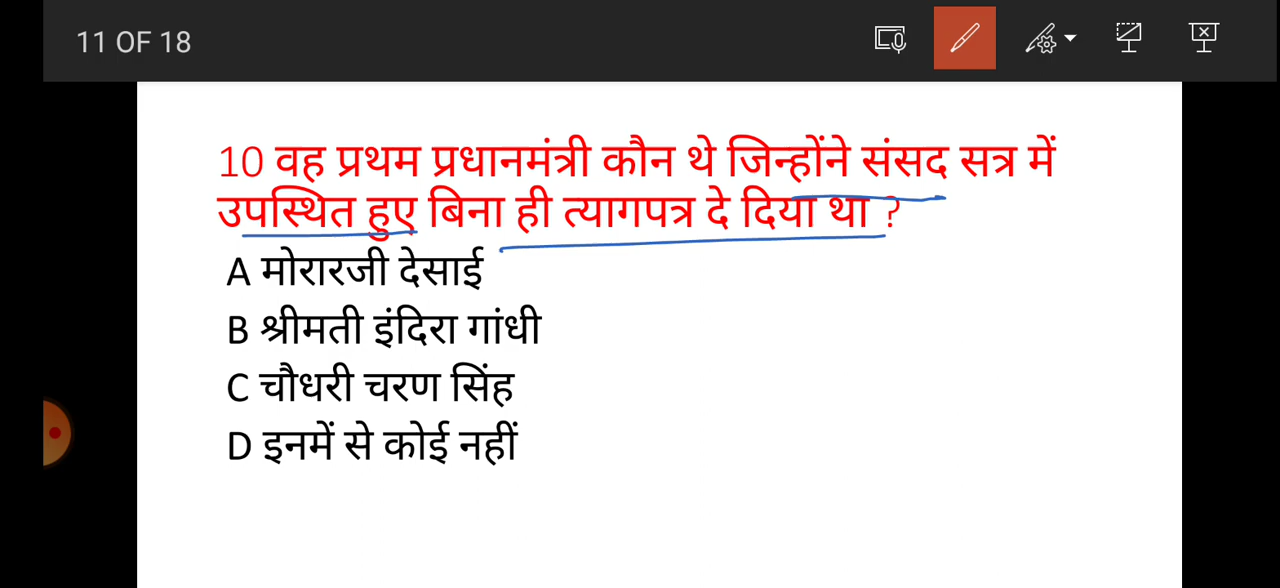 11 OF 18
10 वह प्रथम प्रधानमंत्री कौन थे जिन्होंने संसद सत्र में
उपस्थित हुए बिना ही त्यागपत्र दे दिया था ?
A मोरारजी देसाई
B श्रीमती इंदिरा गांधी
C चौधरी चरण सिंह
D इनमें से कोई नहीं